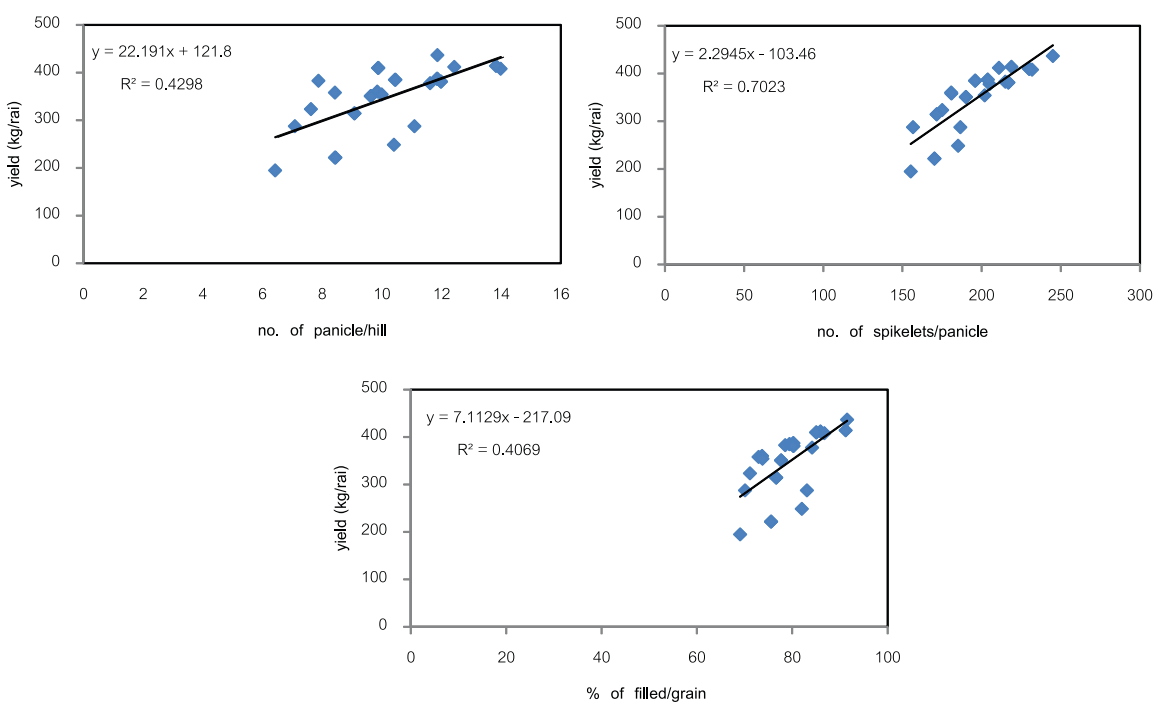 y = 22.191x + 121.8
R² = 0.4298
500
400
300
200
100
0
yield (kg/rai)
0 2 4 6 8 10 12 14 16
no. of panicle/hill
y = 2.2945x - 103.46
R² = 0.7023
500
400
300
200
100
0
yield (kg/rai)
0 50 100 150 200 250 300
no. of spikelets/panicle
y = 7.1129x - 217.09
R² = 0.4069
500
400
300
200
100
0
yield (kg/rai)
0 20 40 60 80 100
% of filled/grain